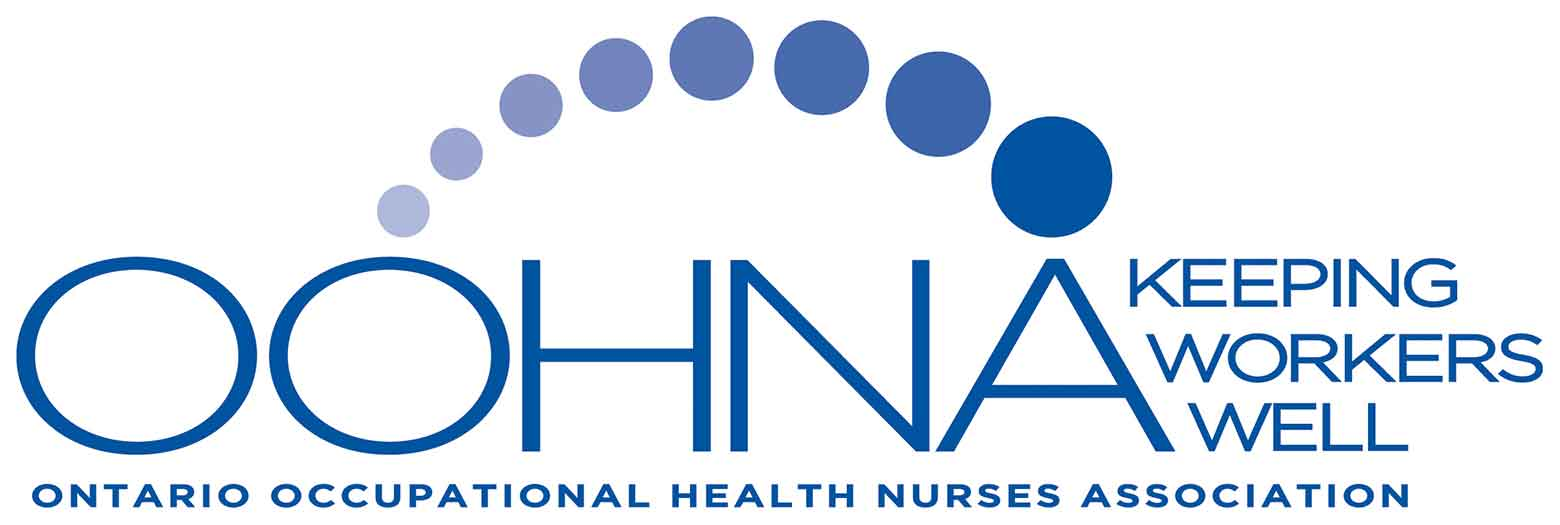 OOHNA
KEEPING
WORKERS
WELL
ONTARIO OCCUPATIONAL HEALTH NURSES ASSOCIATION